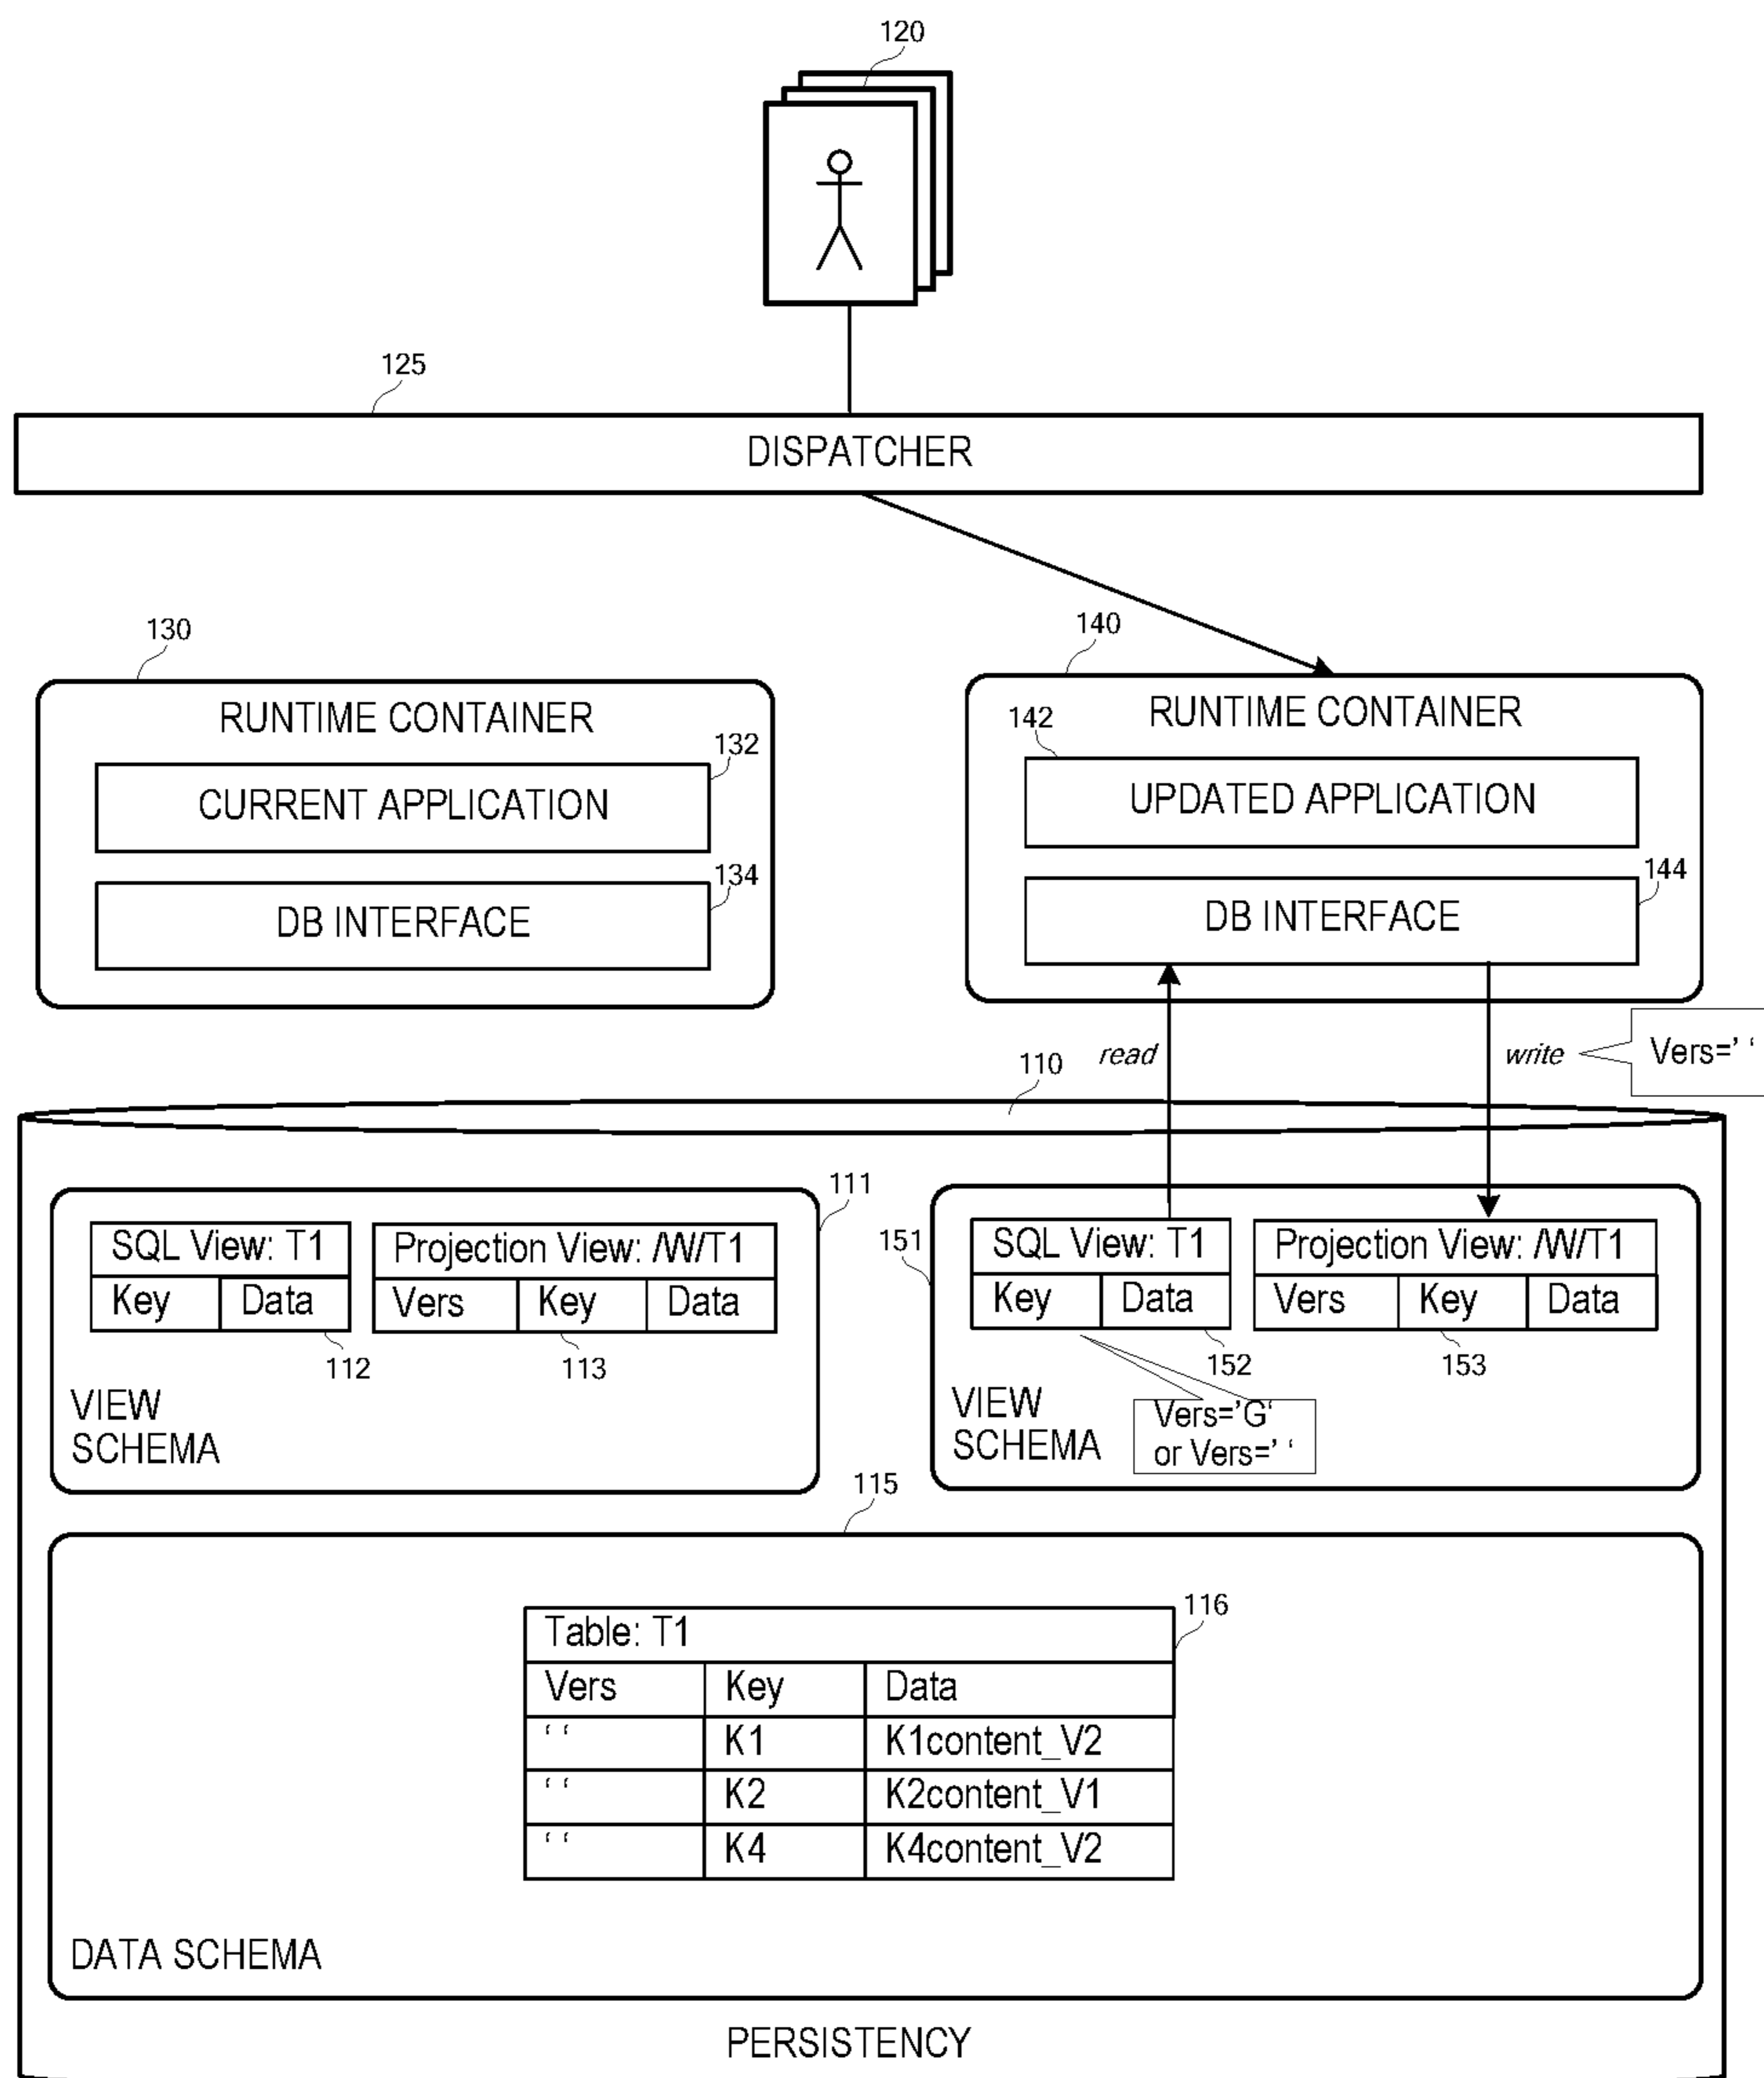 120
125
DISPATCHER
130
140
RUNTIME CONTAINER
RUNTIME CONTAINER
132
142
CURRENT APPLICATION
UPDATED APPLICATION
134
144
DB INTERFACE
DB INTERFACE
110
read
write
Vers=’ ‘
111
151
SQL View: T1
Projection View: /W/T1
SQL View: T1
Projection View: /W/T1
Key Data
Vers Key Data
Key Data
Vers Key Data
112
113
152
153
VIEW
SCHEMA
VIEW
SCHEMA
Vers=’G‘
or Vers=’ ‘
115
116
Table: T1
Vers Key Data
‘ ‘ K1 K1content_V2
‘ ‘ K2 K2content_V1
‘ ‘ K4 K4content_V2
DATA SCHEMA
PERSISTENCY